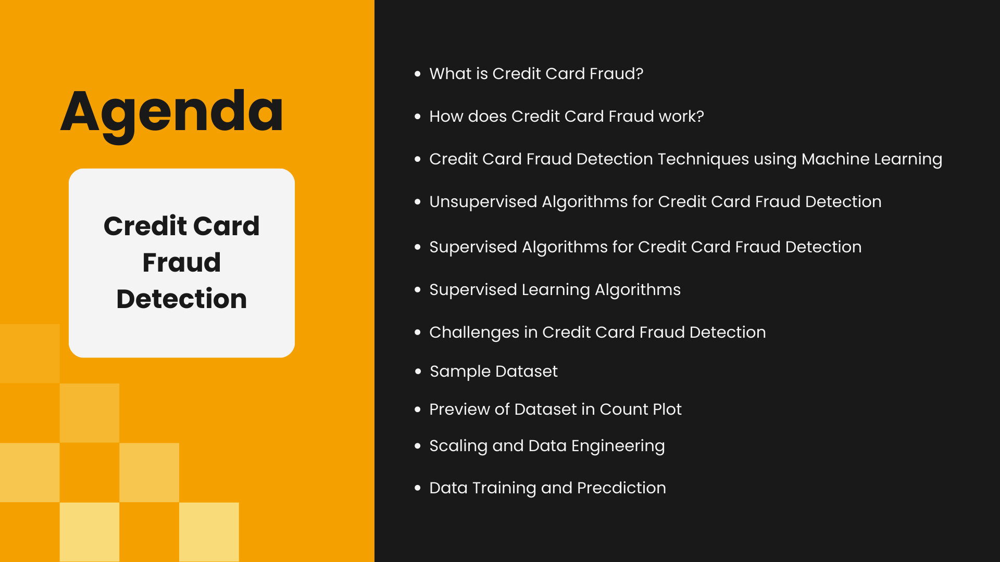 Agenda
Credit Card
Fraud
Detection
• What is Credit Card Fraud?
• How does Credit Card Fraud work?
• Credit Card Fraud Detection Techniques using Machine Learning
• Unsupervised Algorithms for Credit Card Fraud Detection
• Supervised Algorithms for Credit Card Fraud Detection
• Supervised Learning Algorithms
• Challenges in Credit Card Fraud Detection
• Sample Dataset
• Preview of Dataset in Count Plot
• Scaling and Data Engineering
• Data Training and Precdiction